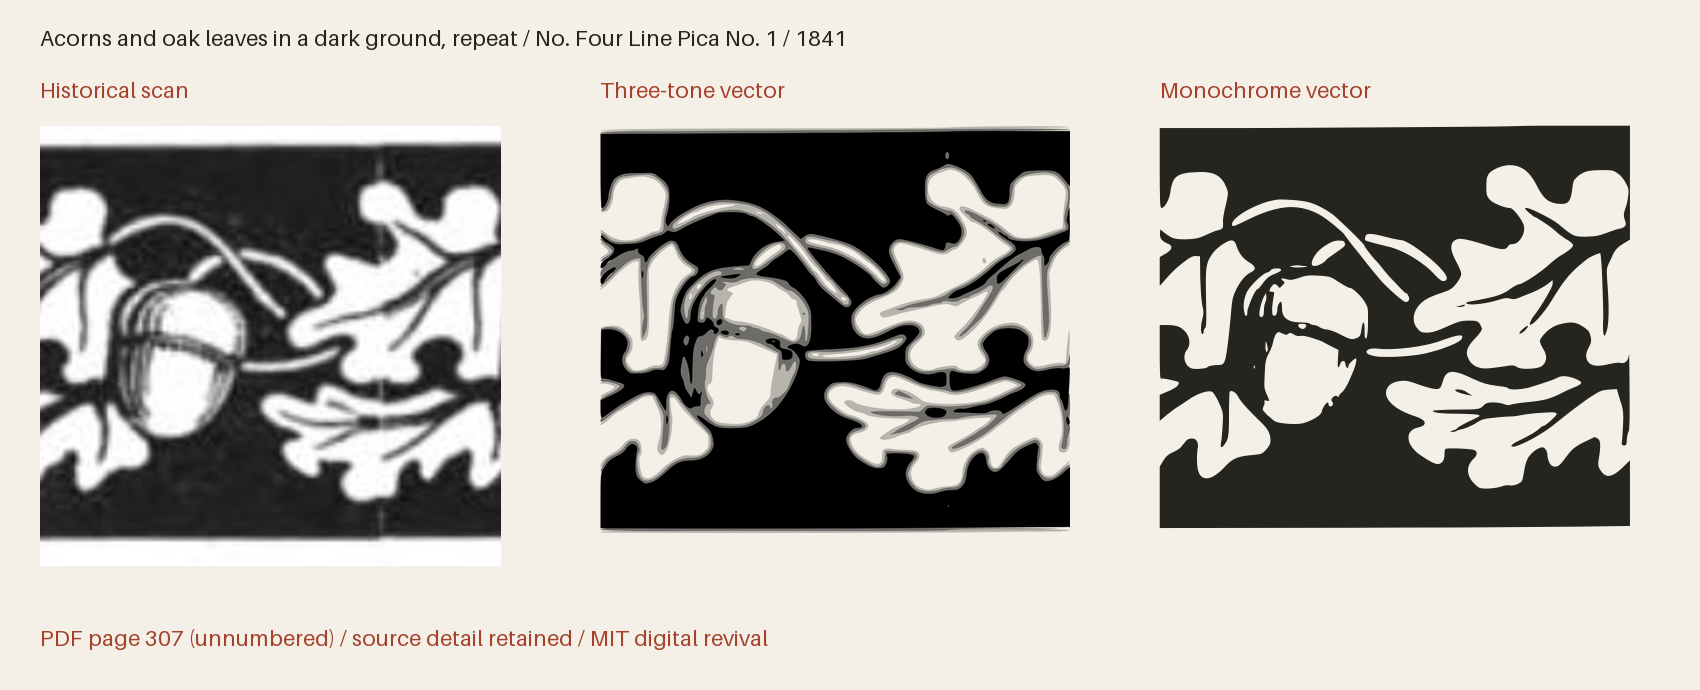 Acorns and oak leaves in a dark ground, repeat / No. Four Line Pica No. 1 / 1841
Historical scan
Three-tone vector
Monochrome vector
PDF page 307 (unnumbered) / source detail retained / MIT digital revival